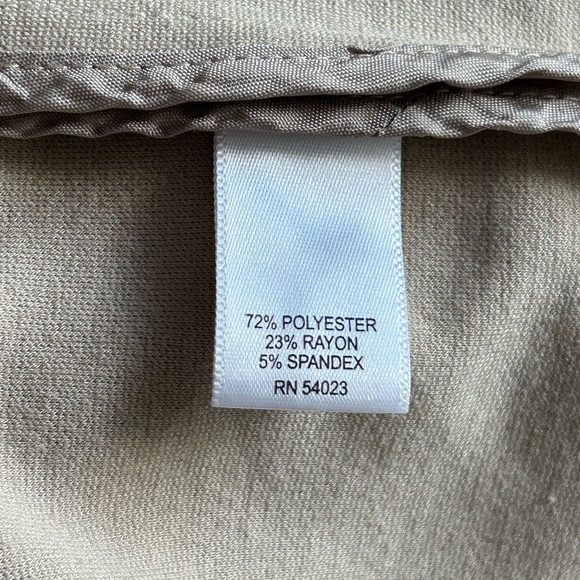 72% POLYESTER
23% RAYON
5% SPANDEX
RN 54023